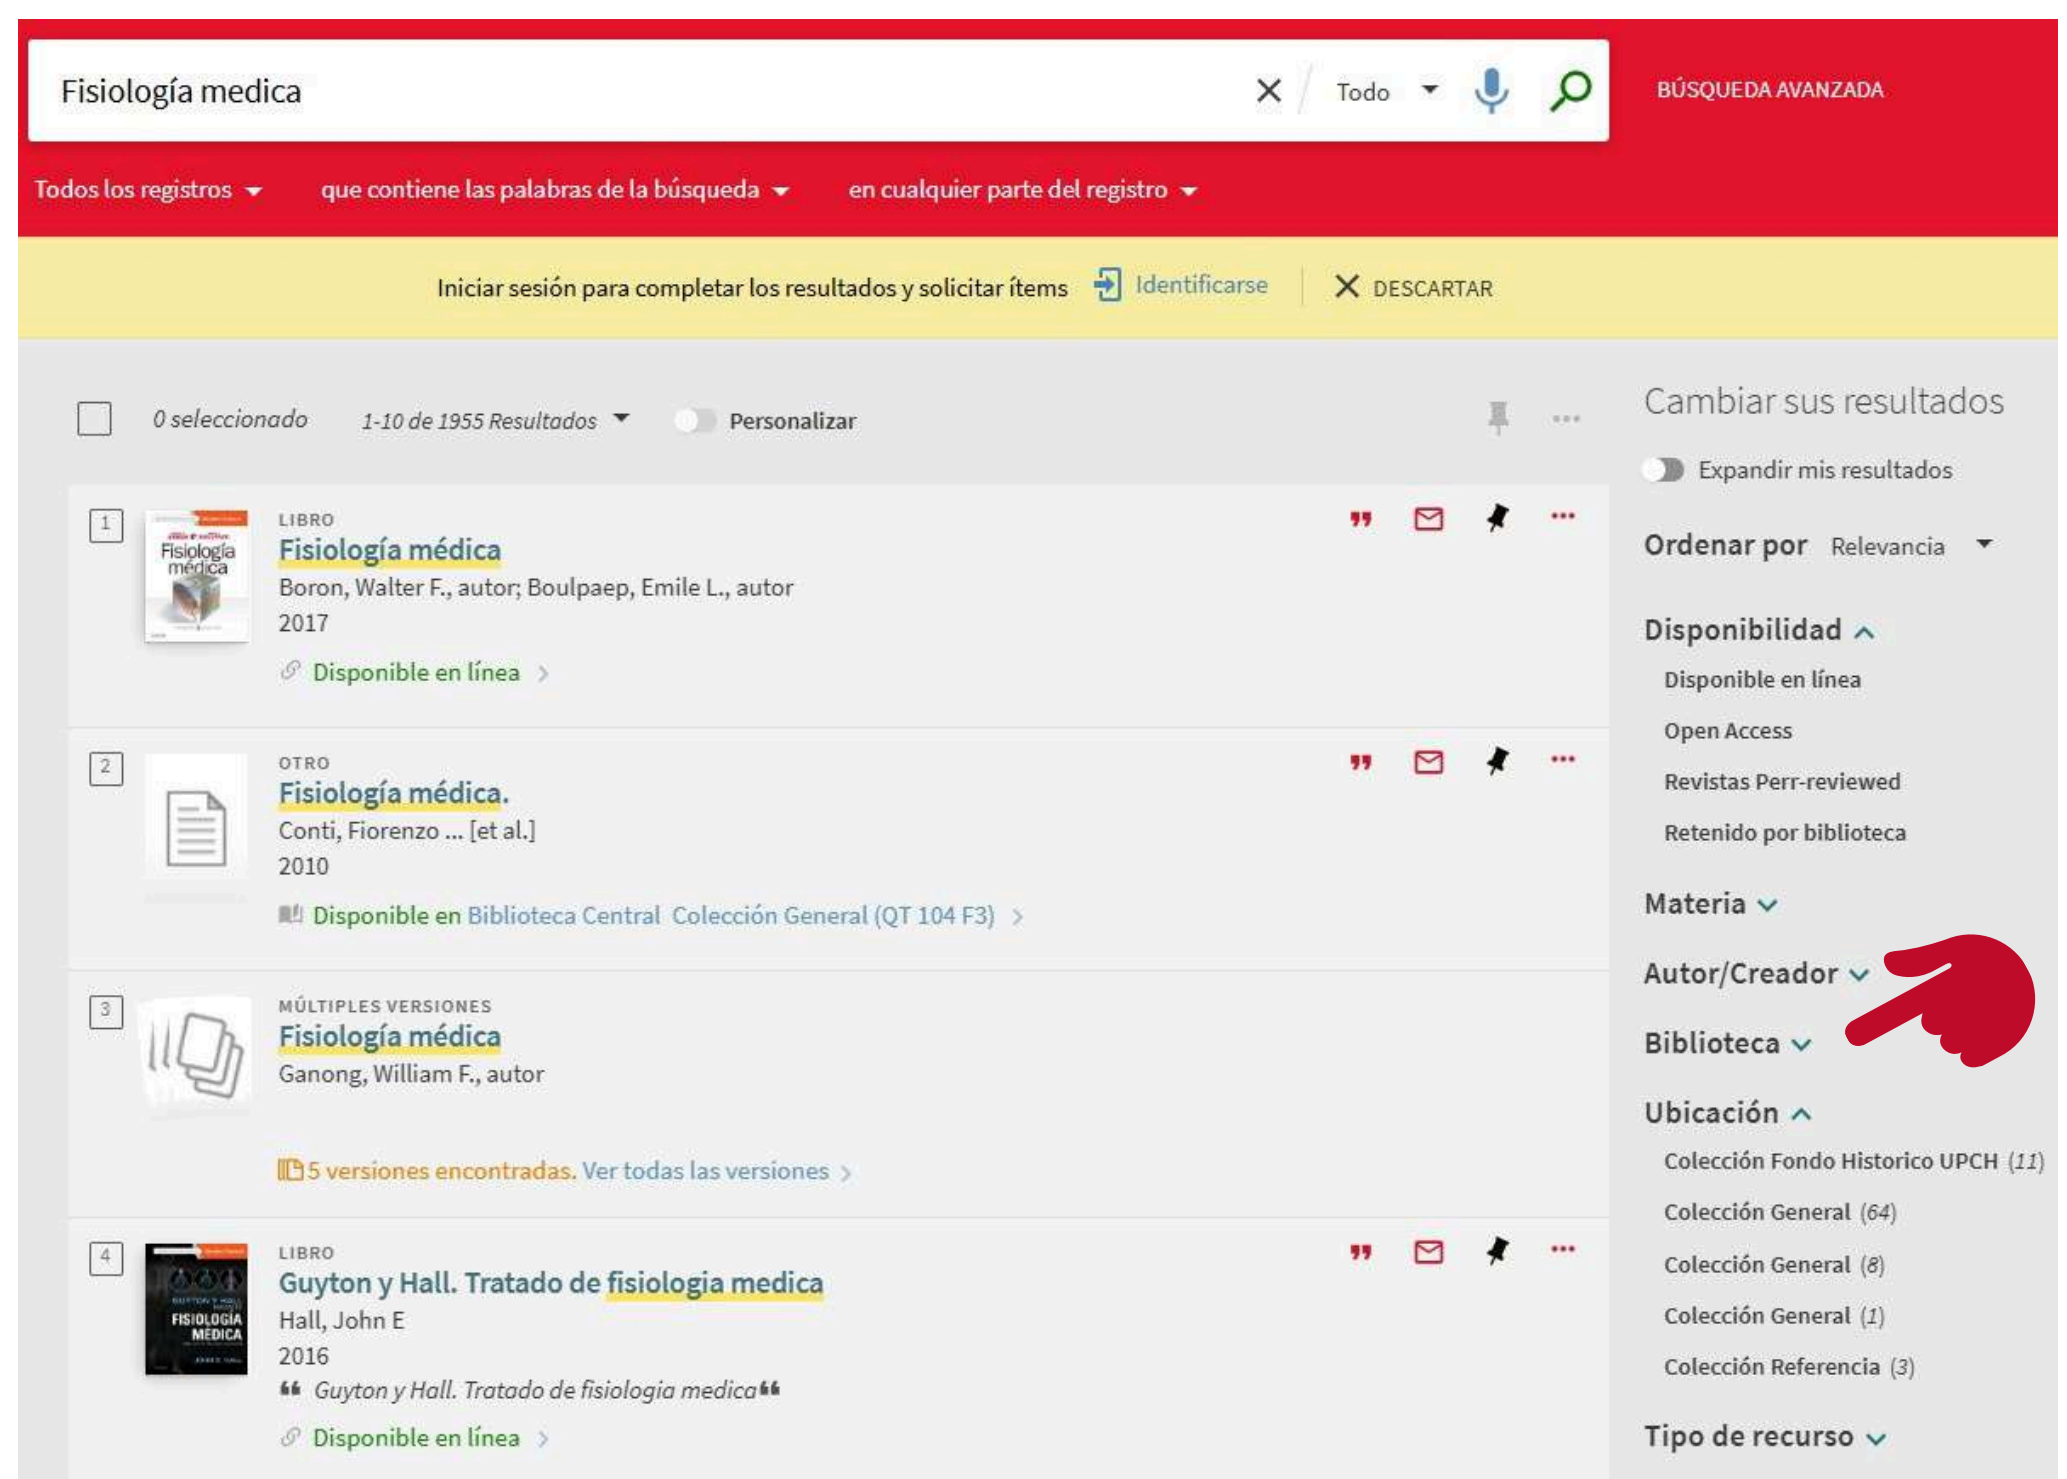 Fisiología medica
Todo
BÚSQUEDA AVANZADA
Todos los registros
que contiene las palabras de la búsqueda
en cualquier parte del registro
Iniciar sesión para completar los resultados y solicitar ítems
Identificarse
DESCARTAR
0 seleccionado
1-10 de 1955 Resultados
Personalizar
1
Fisiología
médica
LIBRO
Fisiología médica
Boron, Walter F., autor; Boulpaep, Emile L., autor
2017
Disponible en línea
2
OTRO
Fisiología médica.
Conti, Fiorenzo ... [et al.]
2010
Disponible en Biblioteca Central Colección General (QT 104 F3)
3
MÚLTIPLES VERSIONES
Fisiología médica
Ganong, William F., autor
5 versiones encontradas. Ver todas las versiones
4
FISIOLOGÍA
MÉDICA
LIBRO
Guyton y Hall. Tratado de fisiologia medica
Hall, John E
2016
Guyton y Hall. Tratado de fisiologia medica
Disponible en línea
Cambiar sus resultados
Expandir mis resultados
Ordenar por Relevancia
Disponibilidad
Disponible en línea
Open Access
Revistas Perr-reviewed
Retenido por biblioteca
Materia
Autor/Creador
Biblioteca
Ubicación
Colección Fondo Historico UPCH (11)
Colección General (64)
Colección General (8)
Colección General (1)
Colección Referencia (3)
Tipo de recurso